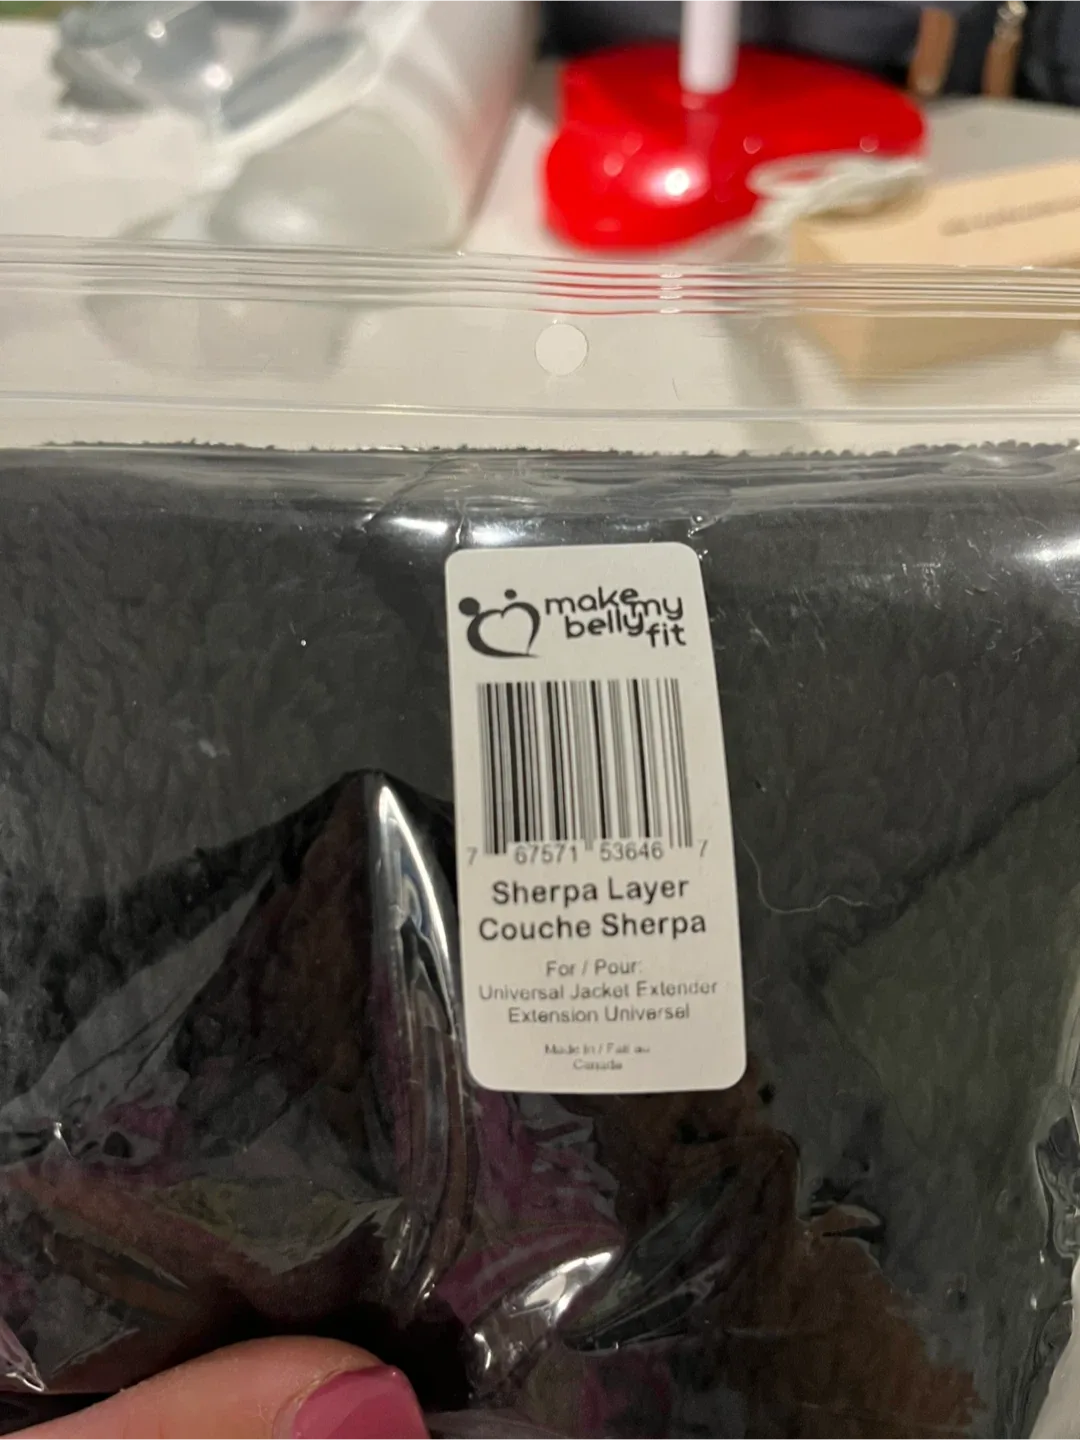 make my
belly fit
7 67571 53646 7
Sherpa Layer
Couche Sherpa
For / Pour:
Universal Jacket Extender
Extension Universel
Made in / Fait au
Canada